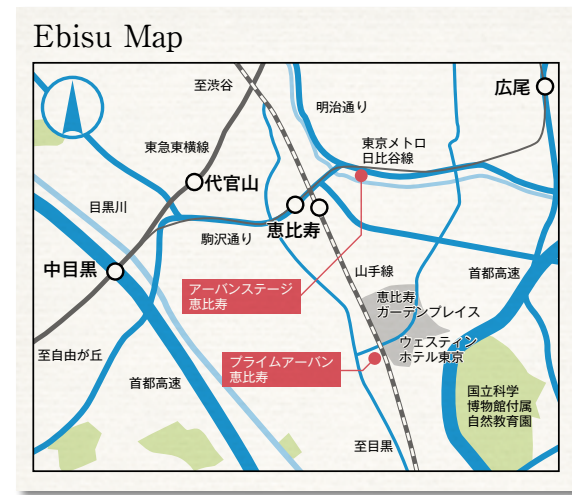 Ebisu Map
至渋谷
広尾
明治通り
東急東横線
東京メトロ
日比谷線
代官山
目黒川
駒沢通り
恵比寿
中目黒
山手線
首都高速
アーバンステージ
恵比寿
恵比寿
ガーデンプレイス
ウェスティン
ホテル東京
至自由が丘
プライムアーバン
恵比寿
首都高速
国立科学
博物館付属
自然教育園
至目黒